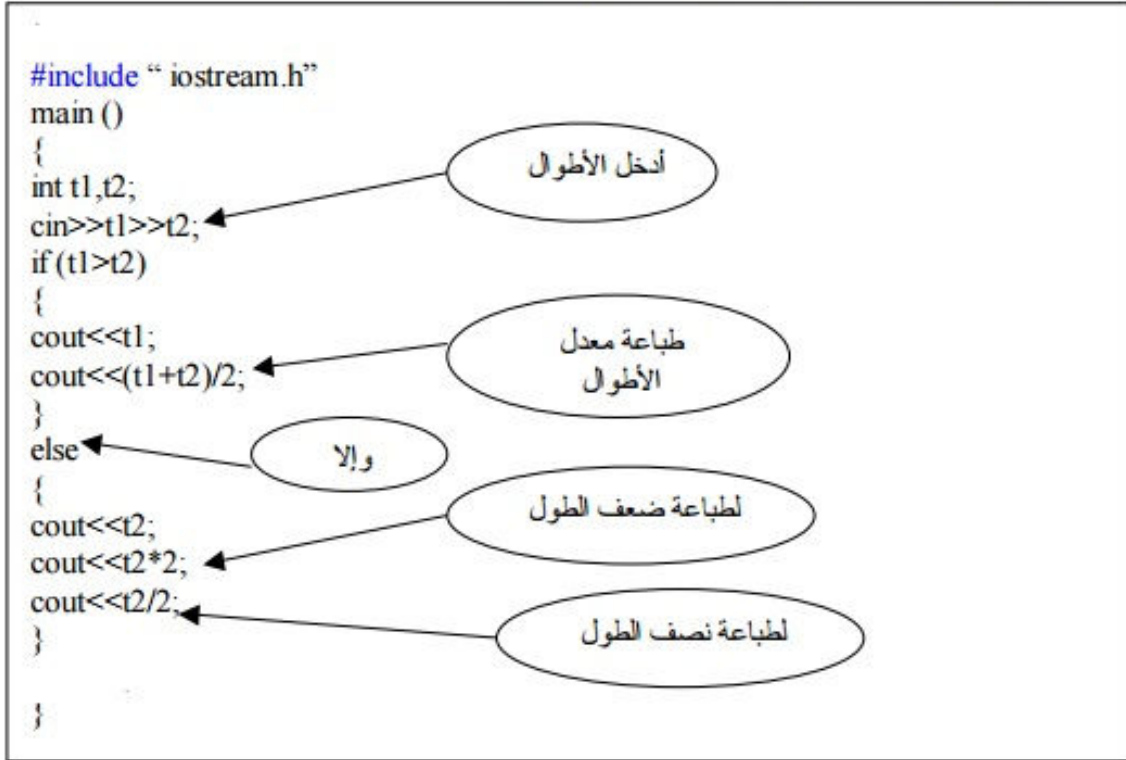 #include “ iostream.h”
main ()
{
أدخل الأطوال
int t1,t2;
cin>>t1>>t2;
if (t1>t2)
{
cout<<t1;
طباعة معدل
الأطوال
cout<<(t1+t2)/2;
}
else
وإلا
{
لطباعة ضعف الطول
cout<<t2;
cout<<t2*2;
cout<<t2/2;
لطباعة نصف الطول
}
}